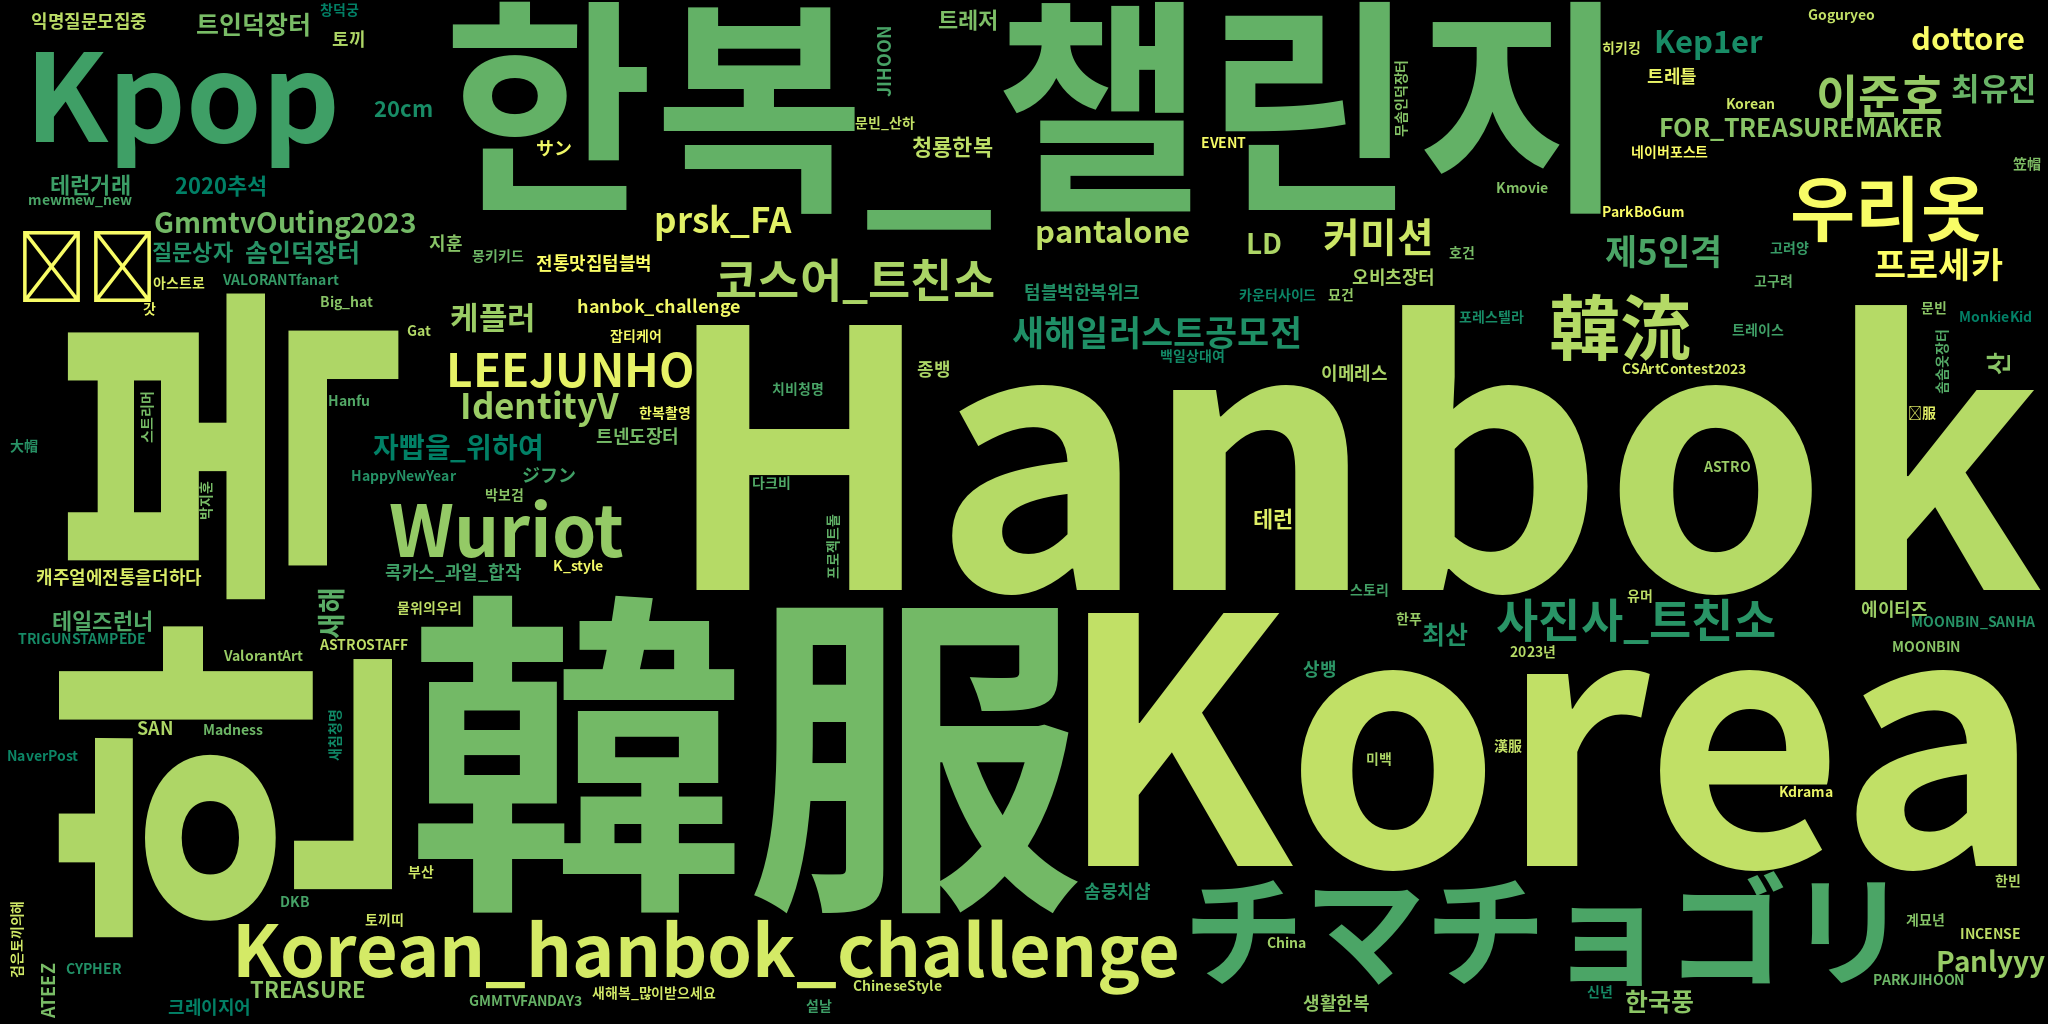 익명질문모집중
트인덕장터
창덕궁
토끼
Kpop
20cm
한복_챌린지
JIHOON
트레저
문빈_산하
청룡한복
サン
EVENT
무솜인덕장터
Kmovie
히키킹
Kep1er
트레틀
Goguryeo
dottore
이준호
최유진
Korean
FOR_TREASUREMAKER
네이버포스트
笠帽
ParkBoGum
우리옷
테런거래
mewmew_new
2020추석
GmmtvOuting2023
질문상자
솜인덕장터
아스트로
VALORANTfanart
갓
Big_hat
지훈
몽키키드
prsk_FA
전통맛집텀블벅
코스어_트친소
pantalone
LD
커미션
호건
오비츠장터
제5인격
고려양
고구려
프로세카
케플러
hanbok_challenge
잡티케어
Gat
텀블벅한복위크
카운터사이드
묘건
새해일러스트공모전
백일상대여
포레스텔라
韓流
트레이스
문빈
MonkieKid
솜솜옷장터
산
CSArtContest2023
한복
LEEJUNHO
IdentityV
Hanfu
스트리머
한복촬영
트넨도장터
치비청명
종뱅
이메레스
Hanbok
服
大帽
자빱을_위하여
HappyNewYear
ジフン
박보검
박지훈
다크비
프로젝트돌
테런
ASTRO
Wuriot
콕카스_과일_합작
K_style
캐주얼에전통을더하다
스토리
유머
테일즈런너
TRIGUNSTAMPEDE
새해
물위의우리
ASTROSTAFF
ValorantArt
한푸
최산
사진사_트친소
2023년
에이티즈
MOONBIN_SANHA
MOONBIN
韓服
Korea
상뱅
미백
漢服
Kdrama
SAN
Madness
새침청명
NaverPost
DKB
부산
솜뭉치샵
チマチョゴリ
China
한빈
계묘년
INCENSE
Panlyyy
PARKJIHOON
검은토끼의해
ATEEZ
CYPHER
토끼띠
Korean_hanbok_challenge
TREASURE
크레이지어
GMMTVFANDAY3
새해복_많이받으세요
설날
ChineseStyle
생활한복
신년
한국풍